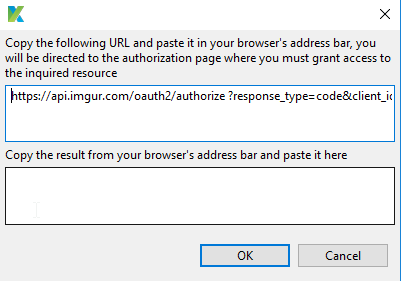 Copy the following URL and paste it in your browser's address bar, you
will be directed to the authorization page where you must grant access to
the inquired resource
https://api.imgur.com/oauth2/authorize ?response_type=code&client_i
Copy the result from your browser's address bar and paste it here
OK
Cancel